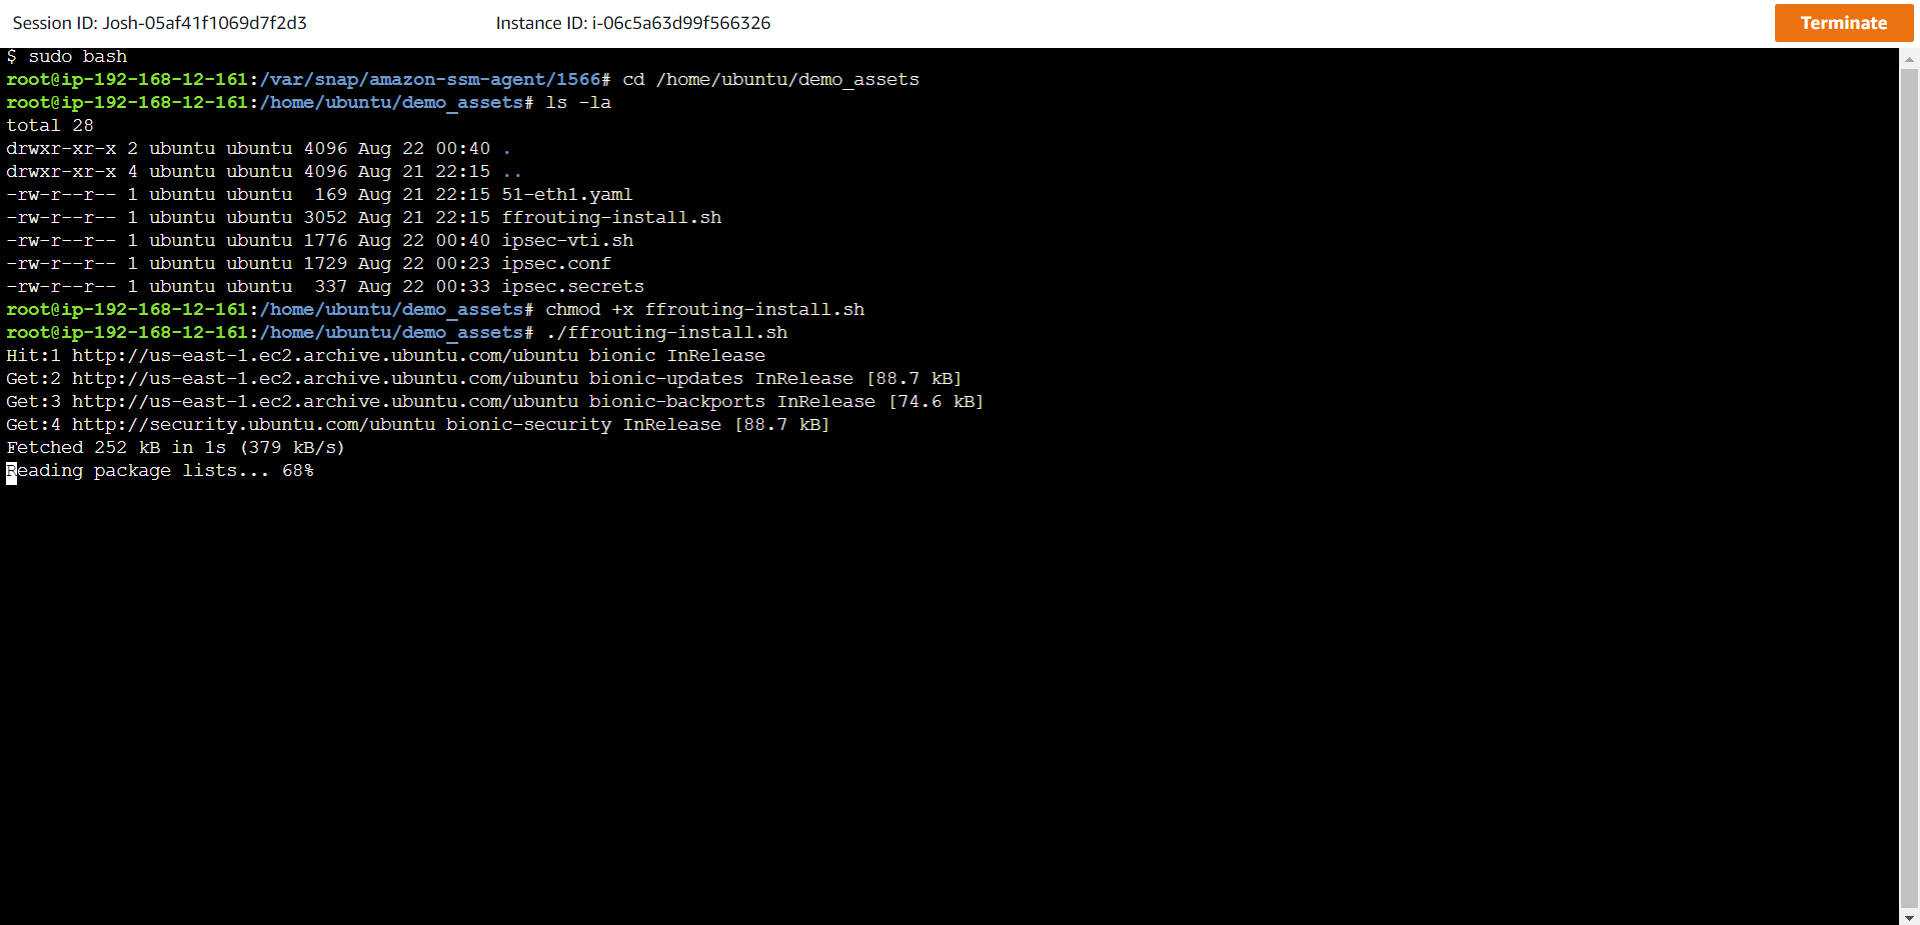 Session ID: Josh-05af41f1069d7f2d3 Instance ID: i-06c5a63d99f566326 Terminate
$ sudo bash
root@ip-192-168-12-161:/var/snap/amazon-ssm-agent/1566# cd /home/ubuntu/demo_assets
root@ip-192-168-12-161:/home/ubuntu/demo_assets# ls -la
total 28
drwxr-xr-x 2 ubuntu ubuntu 4096 Aug 22 00:40 .
drwxr-xr-x 4 ubuntu ubuntu 4096 Aug 21 22:15 ..
-rw-r--r-- 1 ubuntu ubuntu  169 Aug 21 22:15 51-eth1.yaml
-rw-r--r-- 1 ubuntu ubuntu 3052 Aug 21 22:15 ffrouting-install.sh
-rw-r--r-- 1 ubuntu ubuntu 1776 Aug 22 00:40 ipsec-vti.sh
-rw-r--r-- 1 ubuntu ubuntu 1729 Aug 22 00:23 ipsec.conf
-rw-r--r-- 1 ubuntu ubuntu  337 Aug 22 00:33 ipsec.secrets
root@ip-192-168-12-161:/home/ubuntu/demo_assets# chmod +x ffrouting-install.sh
root@ip-192-168-12-161:/home/ubuntu/demo_assets# ./ffrouting-install.sh
Hit:1 http://us-east-1.ec2.archive.ubuntu.com/ubuntu bionic InRelease
Get:2 http://us-east-1.ec2.archive.ubuntu.com/ubuntu bionic-updates InRelease [88.7 kB]
Get:3 http://us-east-1.ec2.archive.ubuntu.com/ubuntu bionic-backports InRelease [74.6 kB]
Get:4 http://security.ubuntu.com/ubuntu bionic-security InRelease [88.7 kB]
Fetched 252 kB in 1s (379 kB/s)
Reading package lists... 68%